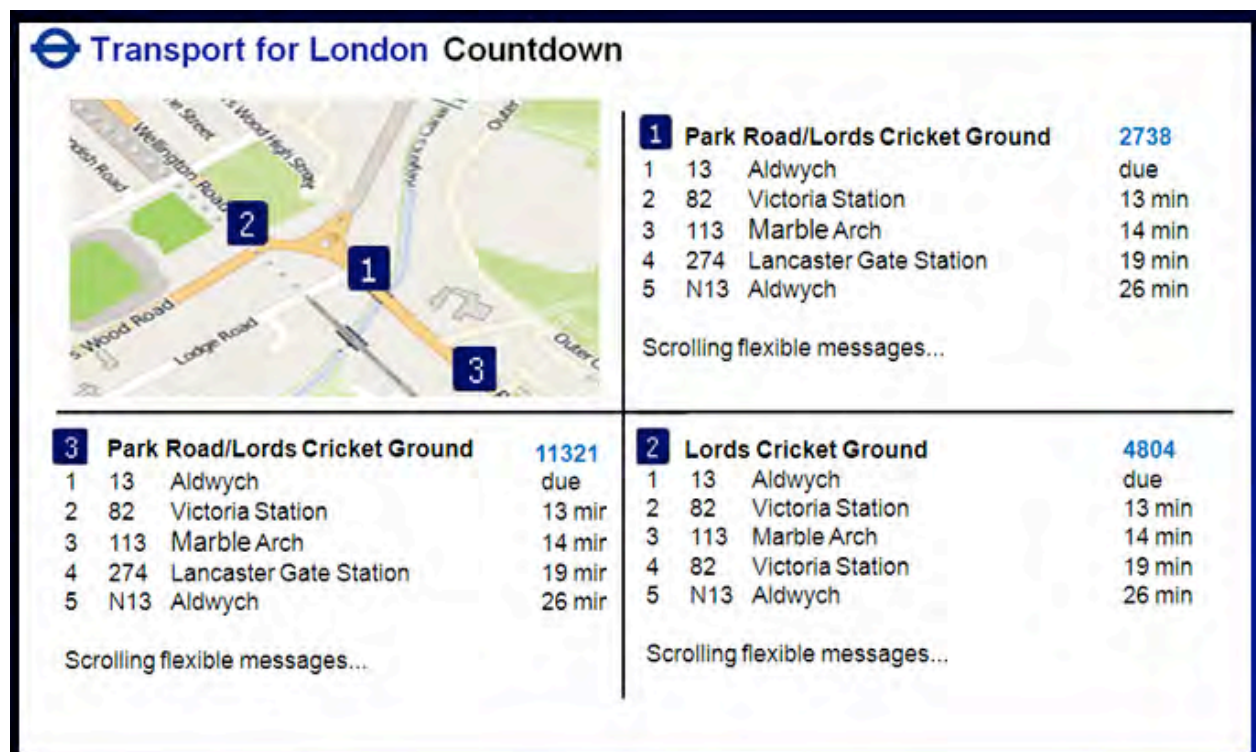 Transport for London Countdown
Wellington Road
s Wood High Street
Outer
s Wood Road
Lodge Road
2
1
3
1 Park Road/Lords Cricket Ground 2738
1 13 Aldwych due
2 82 Victoria Station 13 min
3 113 Marble Arch 14 min
4 274 Lancaster Gate Station 19 min
5 N13 Aldwych 26 min
Scrolling flexible messages...
3 Park Road/Lords Cricket Ground 11321
1 13 Aldwych due
2 82 Victoria Station 13 mir
3 113 Marble Arch 14 mir
4 274 Lancaster Gate Station 19 mir
5 N13 Aldwych 26 mir
Scrolling flexible messages...
2 Lords Cricket Ground 4804
1 13 Aldwych due
2 82 Victoria Station 13 min
3 113 Marble Arch 14 min
4 82 Victoria Station 19 min
5 N13 Aldwych 26 min
Scrolling flexible messages...